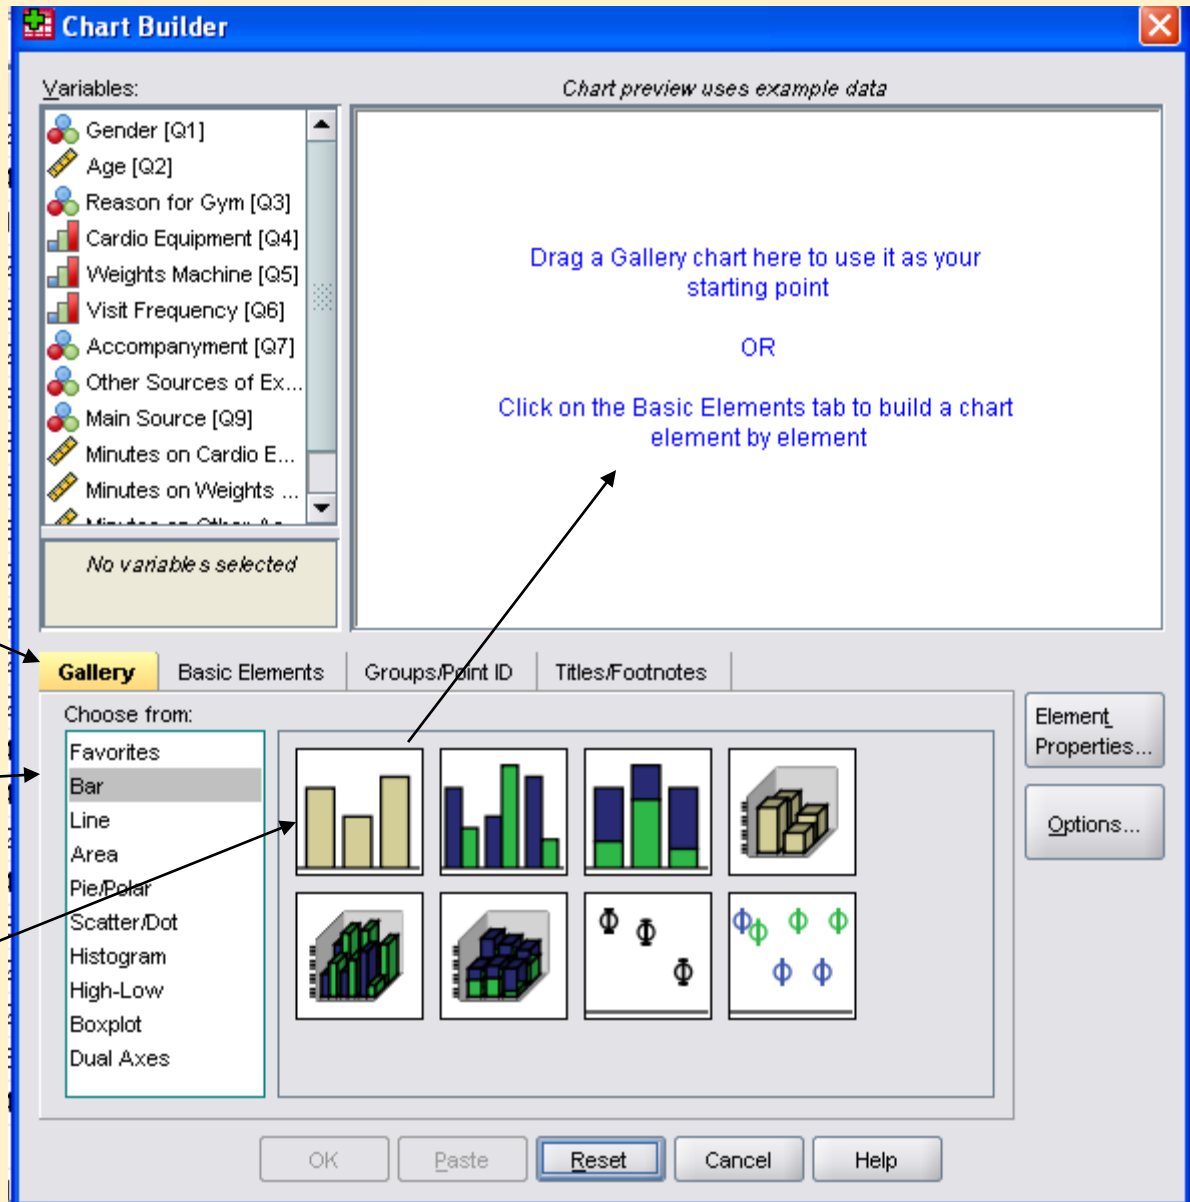 Chart Builder
Variables:
Chart preview uses example data
Gender [Q1]
Age [Q2]
Reason for Gym [Q3]
Cardio Equipment [Q4]
Weights Machine [Q5]
Visit Frequency [Q6]
Accompanyment [Q7]
Other Sources of Ex...
Main Source [Q9]
Minutes on Cardio E...
Minutes on Weights ...
No variables selected
Drag a Gallery chart here to use it as your
starting point
OR
Click on the Basic Elements tab to build a chart
element by element
Gallery Basic Elements Groups/Point ID Titles/Footnotes
Choose from:
Favorites
Bar
Line
Area
Pie/Polar
Scatter/Dot
Histogram
High-Low
Boxplot
Dual Axes
Element
Properties...
Options...
OK Paste Reset Cancel Help